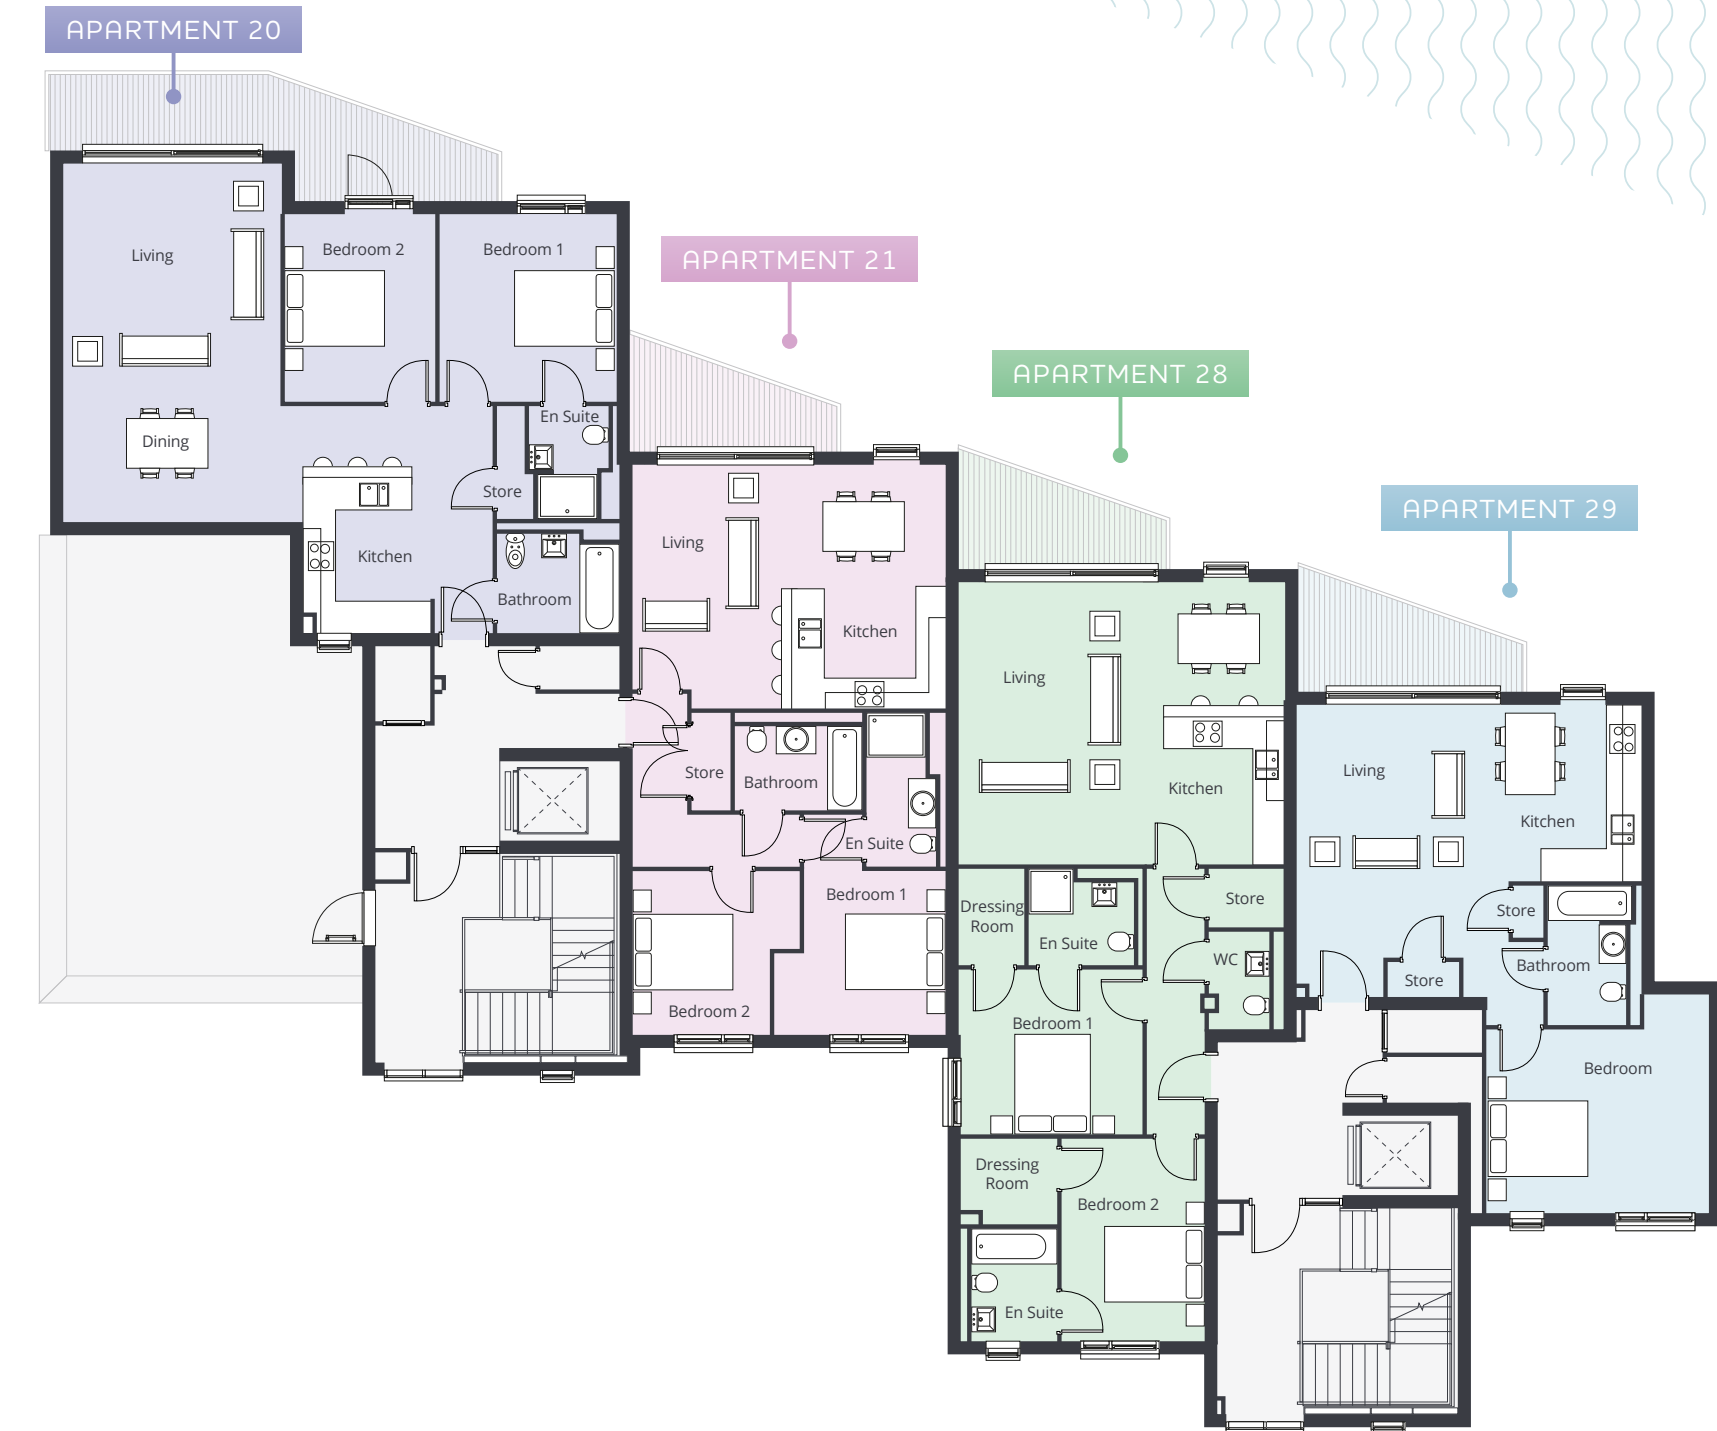 APARTMENT 20
Living
Bedroom 2
Bedroom 1
En Suite
Dining
Store
Kitchen
Bathroom
APARTMENT 21
Living
Kitchen
Store
Bathroom
En Suite
Bedroom 1
Bedroom 2
APARTMENT 28
Living
Kitchen
Store
Dressing
Room
En Suite
WC
Bedroom 1
Dressing
Room
Bedroom 2
En Suite
APARTMENT 29
Living
Kitchen
Store
Bathroom
Store
Bedroom